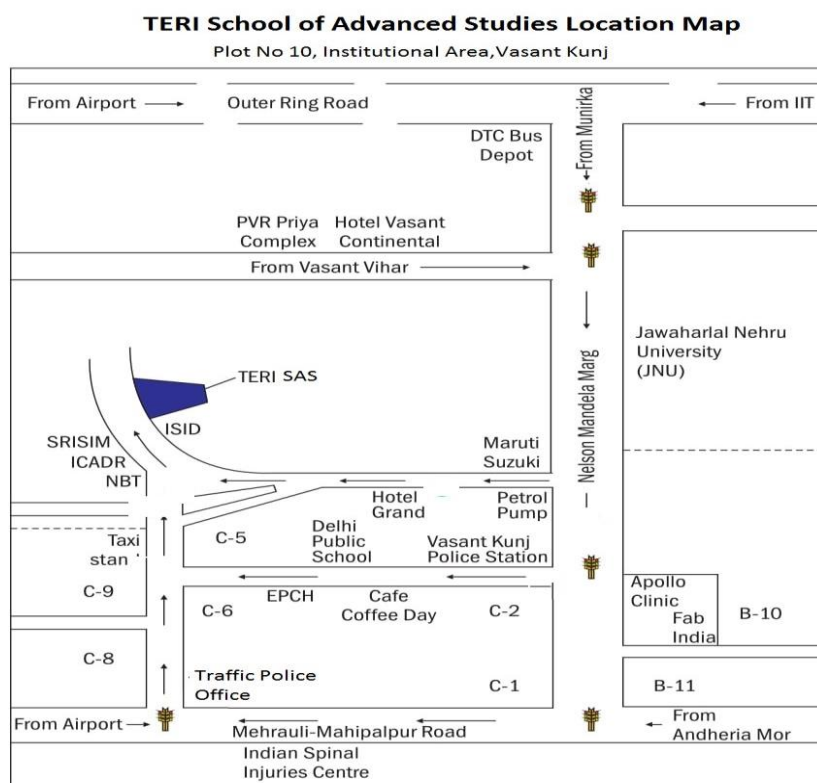 TERI School of Advanced Studies Location Map
Plot No 10, Institutional Area,Vasant Kunj
From Airport
Outer Ring Road
From Munirka
From IIT
DTC Bus
Depot
PVR Priya
Complex
Hotel Vasant
Continental
From Vasant Vihar
Nelson Mandela Marg
Jawaharlal Nehru
University
(JNU)
TERI SAS
ISID
SRISIM
ICADR
NBT
Maruti
Suzuki
Hotel
Grand
Petrol
Pump
Taxi
stan
C-5
Delhi
Public
School
Vasant Kunj
Police Station
C-9
C-6
EPCH
Cafe
Coffee Day
C-2
Apollo
Clinic
Fab
India
B-10
C-8
Traffic Police
Office
C-1
B-11
From Airport
Mehrauli-Mahipalpur Road
From
Andheria Mor
Indian Spinal
Injuries Centre